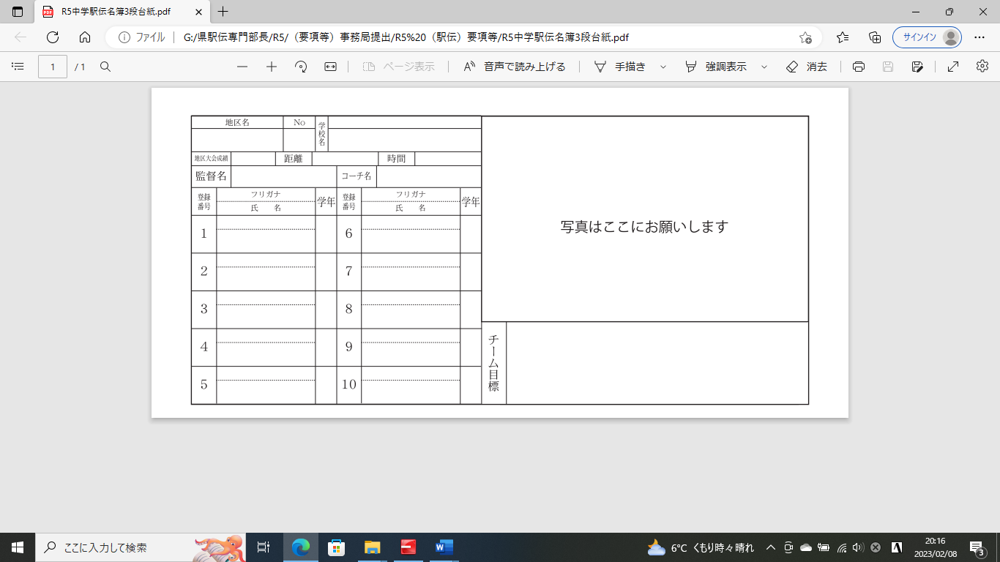 R5中学駅伝名簿3段台紙.pdf
ファイル
G:/県駅伝専門部長/R5/（要項等）事務局提出/R5%20（駅伝）要項等/R5中学駅伝名簿3段台紙.pdf
サインイン
1
/ 1
ページ表示
音声で読み上げる
手描き
強調表示
消去
地区名
No
学校名
地区大会成績
距離
時間
監督名
コーチ名
登録番号
フリガナ
氏 名
学年
登録番号
フリガナ
氏 名
学年
1
6
2
7
3
8
4
9
5
10
写真はここにお願いします
チーム目標
ここに入力して検索
6°C くもり時々晴れ
A
20:16
2023/02/08
3